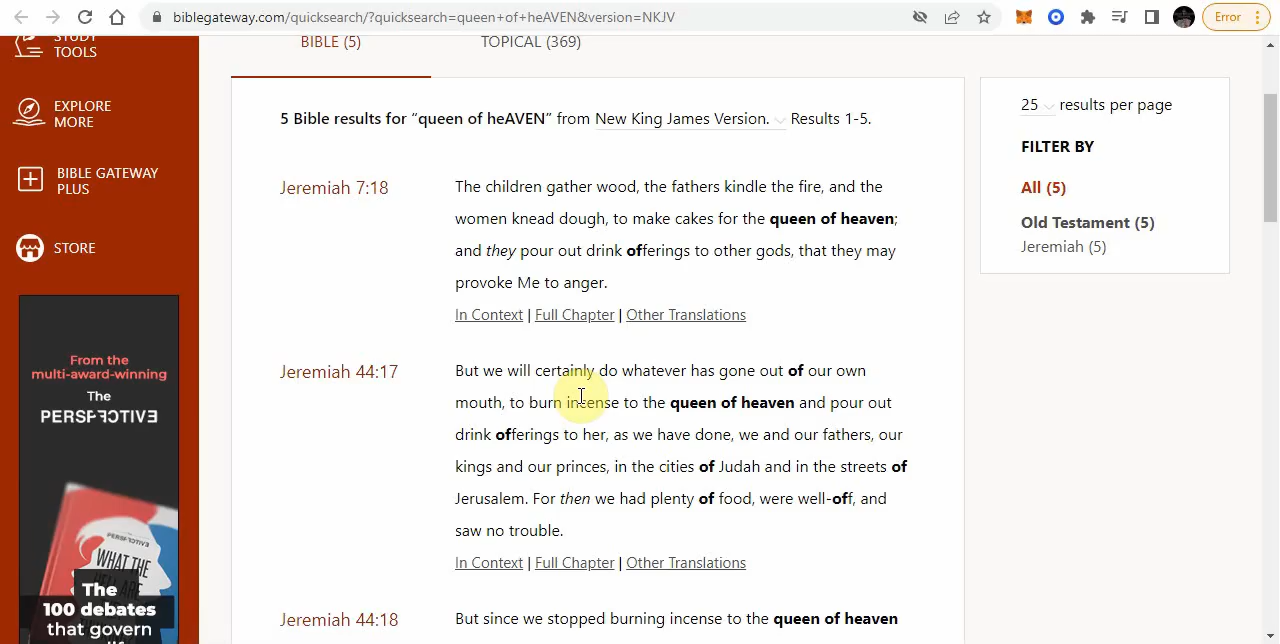 biblegateway.com/quicksearch/?quicksearch=queen+of+heAVEN&version=NKJV
Error
STUDY
TOOLS
EXPLORE
MORE
BIBLE GATEWAY
PLUS
STORE
From the
multi-award-winning
The
PERSPECTIVE
PERSPECTIVE
WHAT THE
HELL ARE
The
100 debates
that govern
BIBLE (5)
TOPICAL (369)
5 Bible results for “queen of heAVEN” from New King James Version. Results 1-5.
Jeremiah 7:18
The children gather wood, the fathers kindle the fire, and the
women knead dough, to make cakes for the queen of heaven;
and they pour out drink offerings to other gods, that they may
provoke Me to anger.
In Context | Full Chapter | Other Translations
Jeremiah 44:17
But we will certainly do whatever has gone out of our own
mouth, to burn incense to the queen of heaven and pour out
drink offerings to her, as we have done, we and our fathers, our
kings and our princes, in the cities of Judah and in the streets of
Jerusalem. For then we had plenty of food, were well-off, and
saw no trouble.
In Context | Full Chapter | Other Translations
Jeremiah 44:18
But since we stopped burning incense to the queen of heaven
25 results per page
FILTER BY
All (5)
Old Testament (5)
Jeremiah (5)